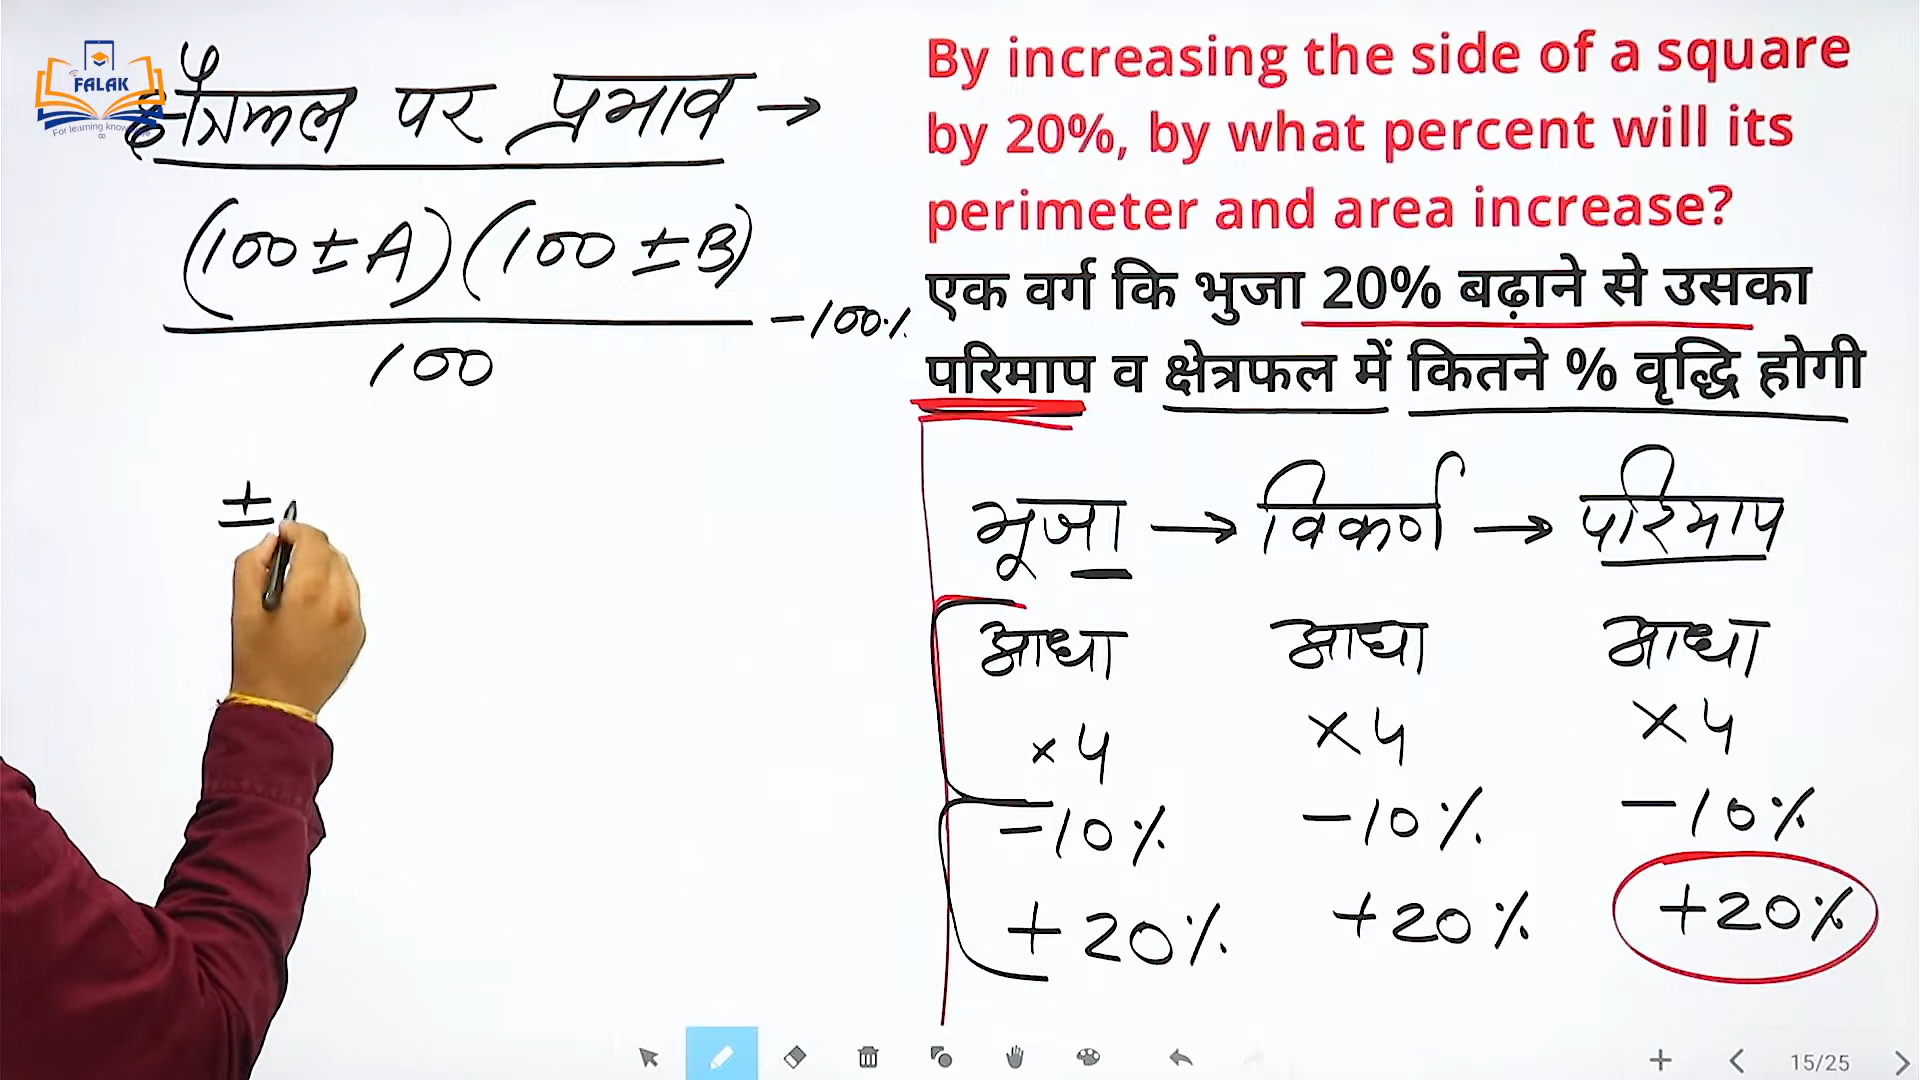 FALAK
For learning knowledge
क्षेत्रफल पर प्रभाव →
(100 ± A) (100 ± B)
100
- 100%
±
By increasing the side of a square
by 20%, by what percent will its
perimeter and area increase?
एक वर्ग कि भुजा 20% बढ़ाने से उसका
परिमाप व क्षेत्रफल में कितने % वृद्धि होगी
भूजा → विकर्ण → परिमाप
आधा आधा आधा
×4 ×4 ×4
-10% -10% -10%
+20% +20% +20%
15/25